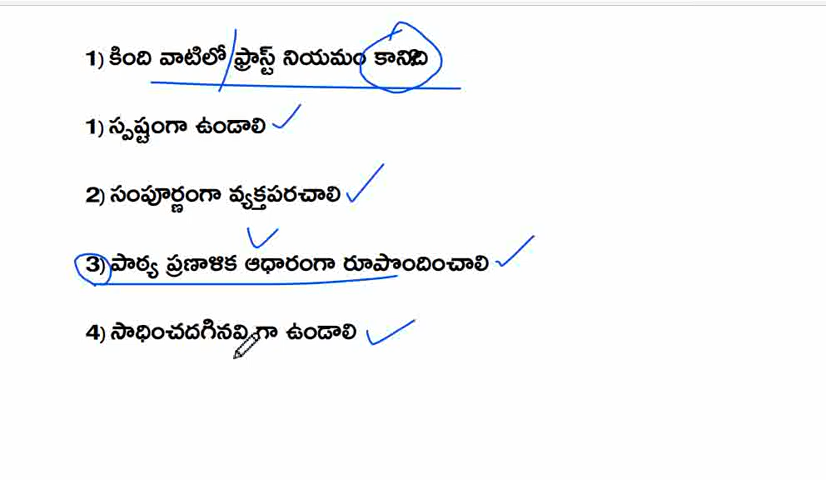 1) కింది వాటిలో ఫ్రాస్ట్ నియమం కానిది
1) స్పష్టంగా ఉండాలి
2) సంపూర్ణంగా వ్యక్తపరచాలి
3) పాఠ్య ప్రణాళిక ఆధారంగా రూపొందించాలి
4) సాధించదగినవిగా ఉండాలి